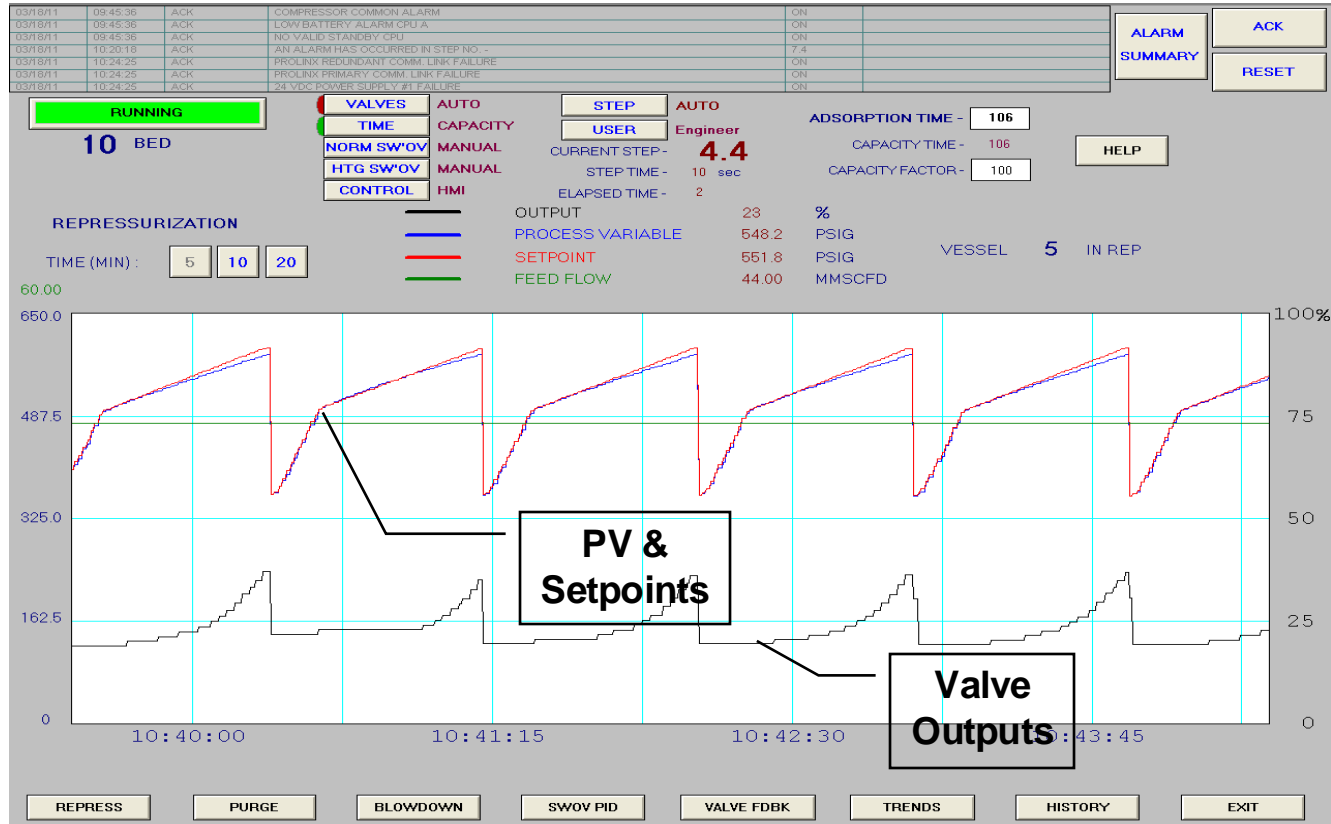 03/18/11 09:45:36 ACK COMPRESSOR COMMON ALARM ON
03/18/11 09:45:36 ACK LOW BATTERY ALARM CPU A ON
03/18/11 09:45:36 ACK NO VALID STANDBY CPU ON
03/18/11 10:20:18 ACK AN ALARM HAS OCCURRED IN STEP NO. - 7.4
03/18/11 10:24:25 ACK PROLINX REDUNDANT COMM. LINK FAILURE ON
03/18/11 10:24:25 ACK PROLINX PRIMARY COMM. LINK FAILURE ON
03/18/11 10:24:25 ACK 24 VDC POWER SUPPLY #1 FAILURE ON
ALARM SUMMARY
ACK
RESET
RUNNING
10 BED
VALVES AUTO
TIME CAPACITY
NORM SW'OV MANUAL
HTG SW'OV MANUAL
CONTROL HMI
STEP AUTO
USER Engineer
CURRENT STEP- 4.4
STEP TIME- 10 sec
ELAPSED TIME- 2
ADSORPTION TIME - 106
CAPACITY TIME - 106
CAPACITY FACTOR - 100
HELP
REPRESSURIZATION
TIME (MIN) : 5 10 20
OUTPUT 23 %
PROCESS VARIABLE 548.2 PSIG
SETPOINT 551.8 PSIG
FEED FLOW 44.00 MMSCFD
VESSEL 5 IN REP
60.00
650.0 100%
487.5 75
325.0 50
162.5 25
0 0
PV &
Setpoints
Valve
Outputs
10:40:00 10:41:15 10:42:30 10:43:45
REPRESS PURGE BLOWDOWN SWOV PID VALVE FDBK TRENDS HISTORY EXIT